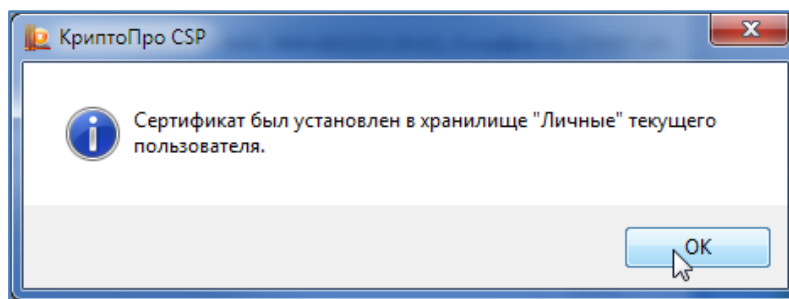 КриптоПро CSP
Сертификат был установлен в хранилище "Личные" текущего
пользователя.
OK